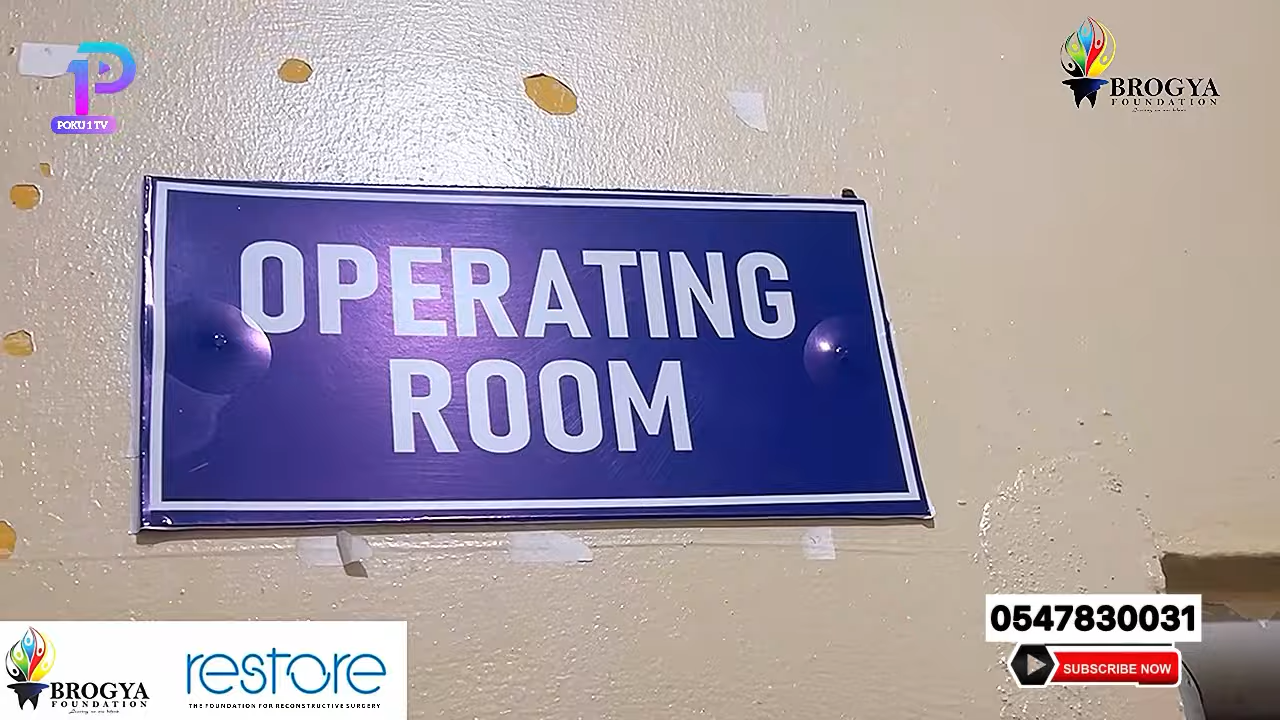 POKU 1 TV
BROGYA
FOUNDATION
OPERATING
ROOM
0547830031
SUBSCRIBE NOW
BROGYA
FOUNDATION
restore
THE FOUNDATION FOR RECONSTRUCTIVE SURGERY